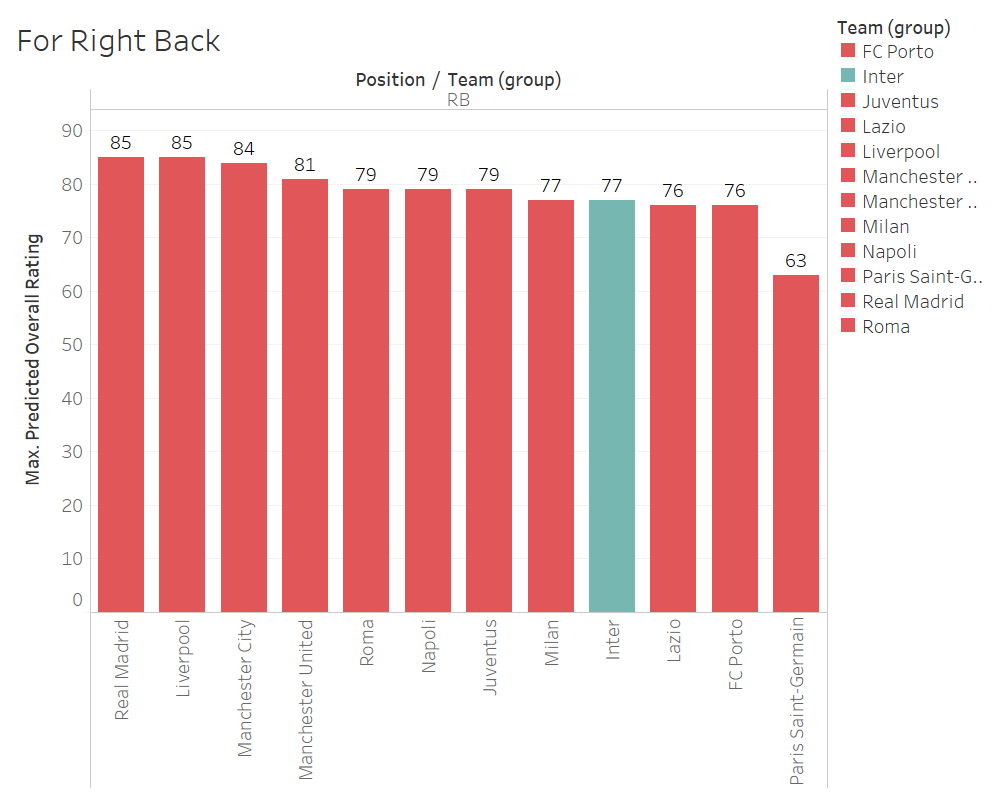 For Right Back
Position / Team (group)
RB
Max. Predicted Overall Rating
90
80
70
60
50
40
30
20
10
0
85
85
84
81
79
79
79
77
77
76
76
63
Real Madrid
Liverpool
Manchester City
Manchester United
Roma
Napoli
Juventus
Milan
Inter
Lazio
FC Porto
Paris Saint-Germain
Team (group)
FC Porto
Inter
Juventus
Lazio
Liverpool
Manchester ..
Manchester ..
Milan
Napoli
Paris Saint-G..
Real Madrid
Roma